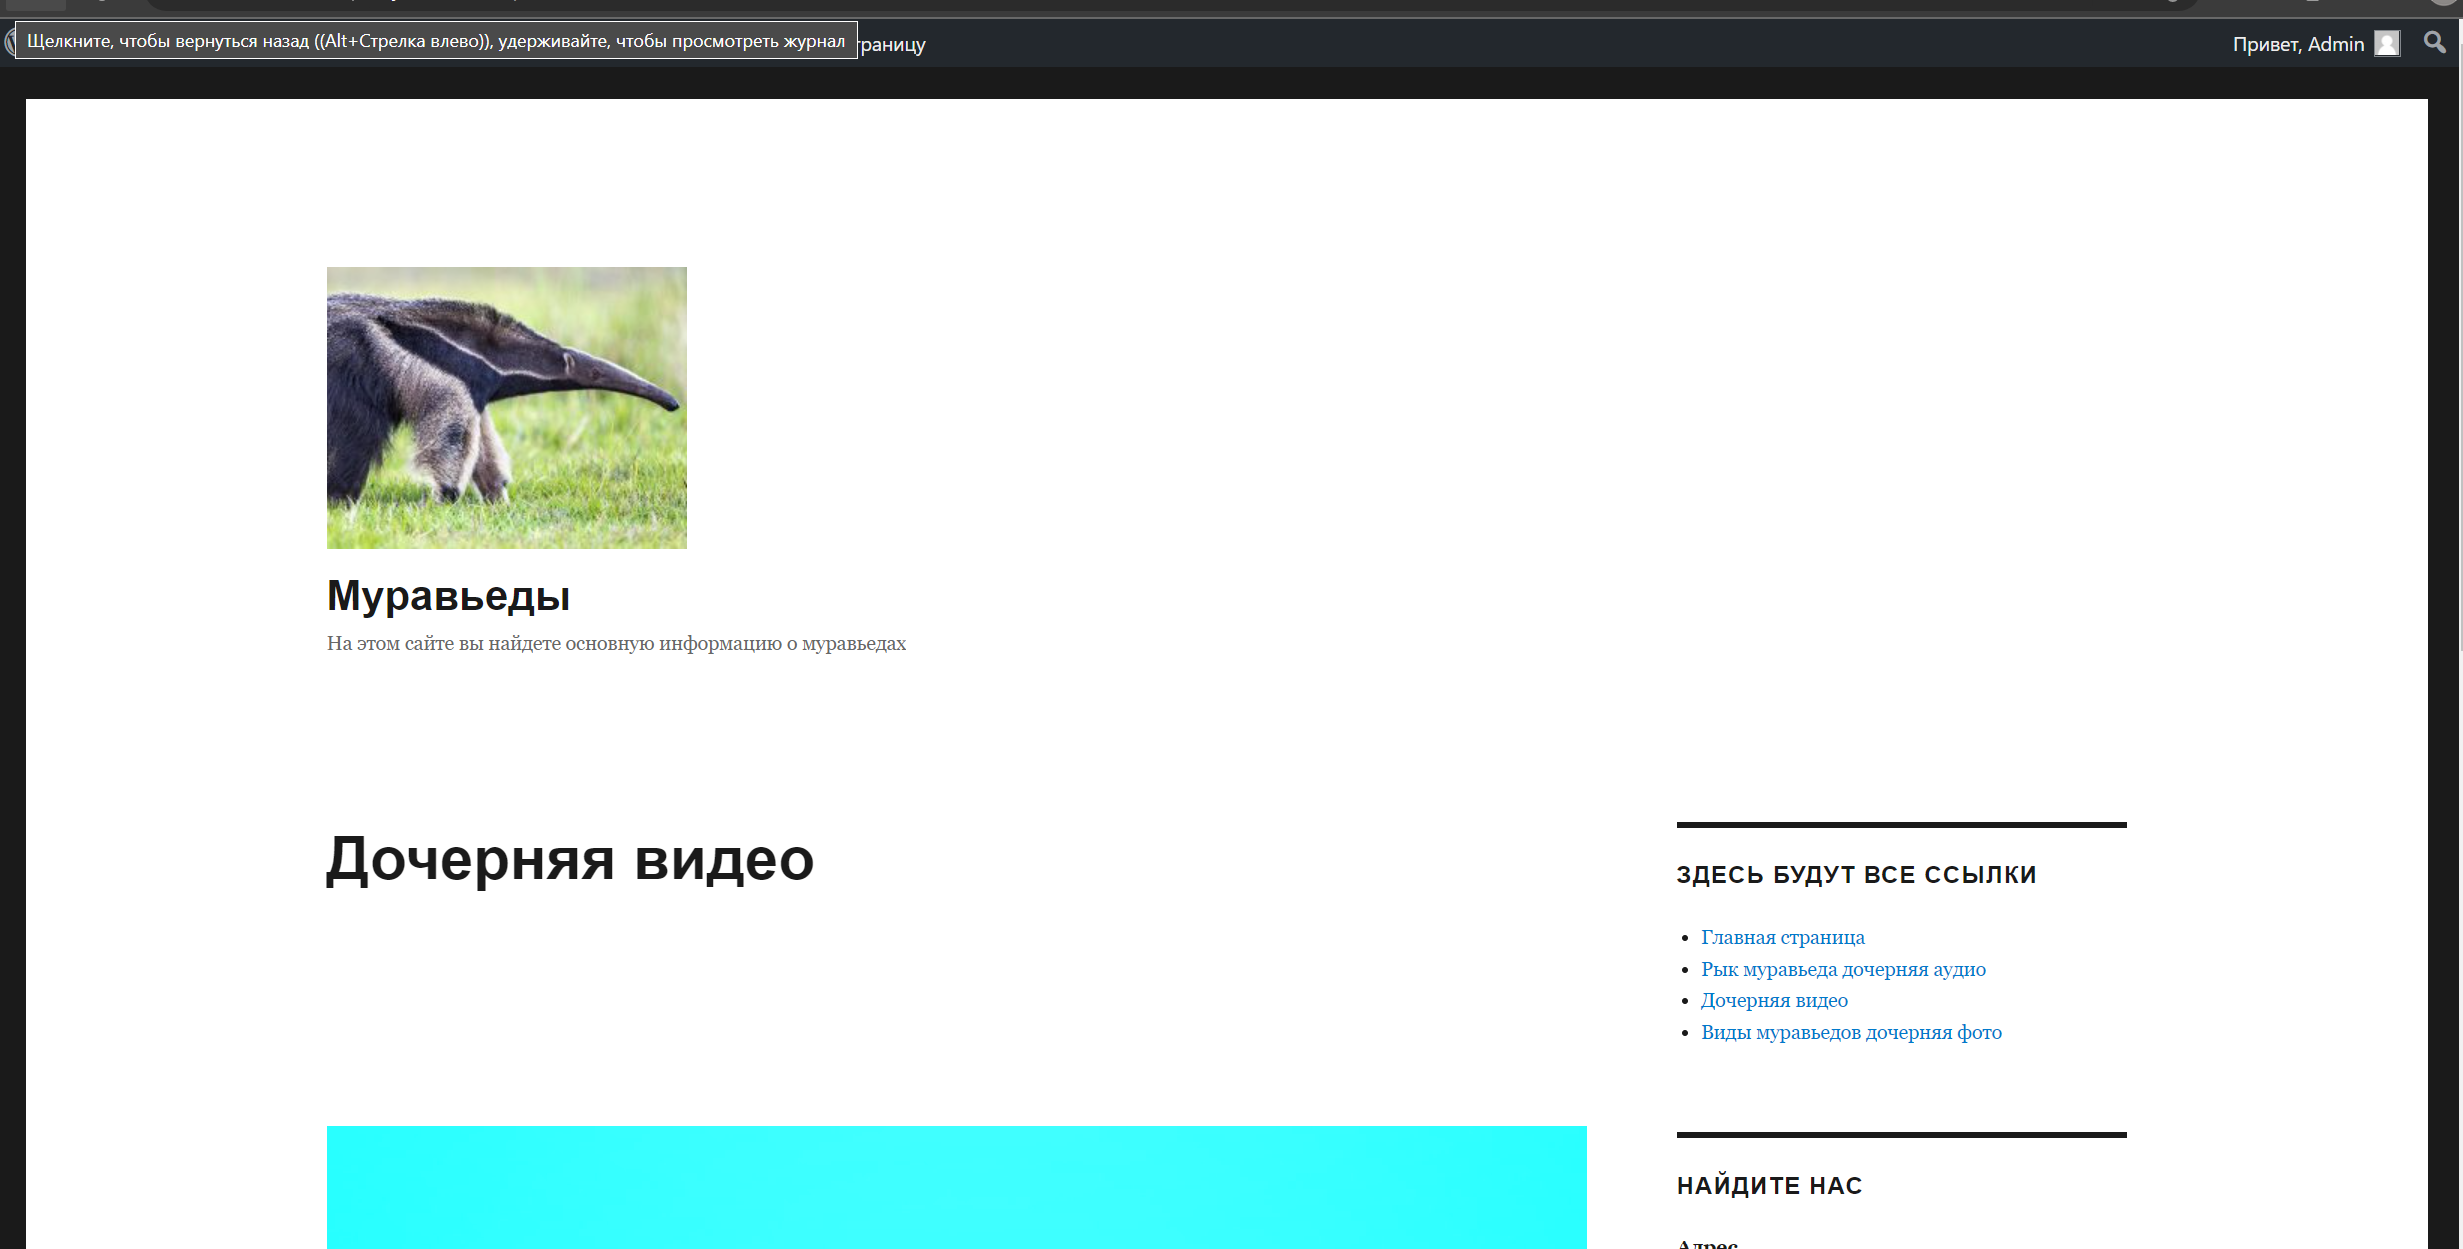 Щелкните, чтобы вернуться назад ((Alt+Стрелка влево)), удерживайте, чтобы просмотреть журнал
Привет, Admin
Муравьеды
На этом сайте вы найдете основную информацию о муравьедах
Дочерняя видео
ЗДЕСЬ БУДУТ ВСЕ ССЫЛКИ
Главная страница
Рык муравьеда дочерняя аудио
Дочерняя видео
Виды муравьедов дочерняя фото
НАЙДИТЕ НАС
Адрес